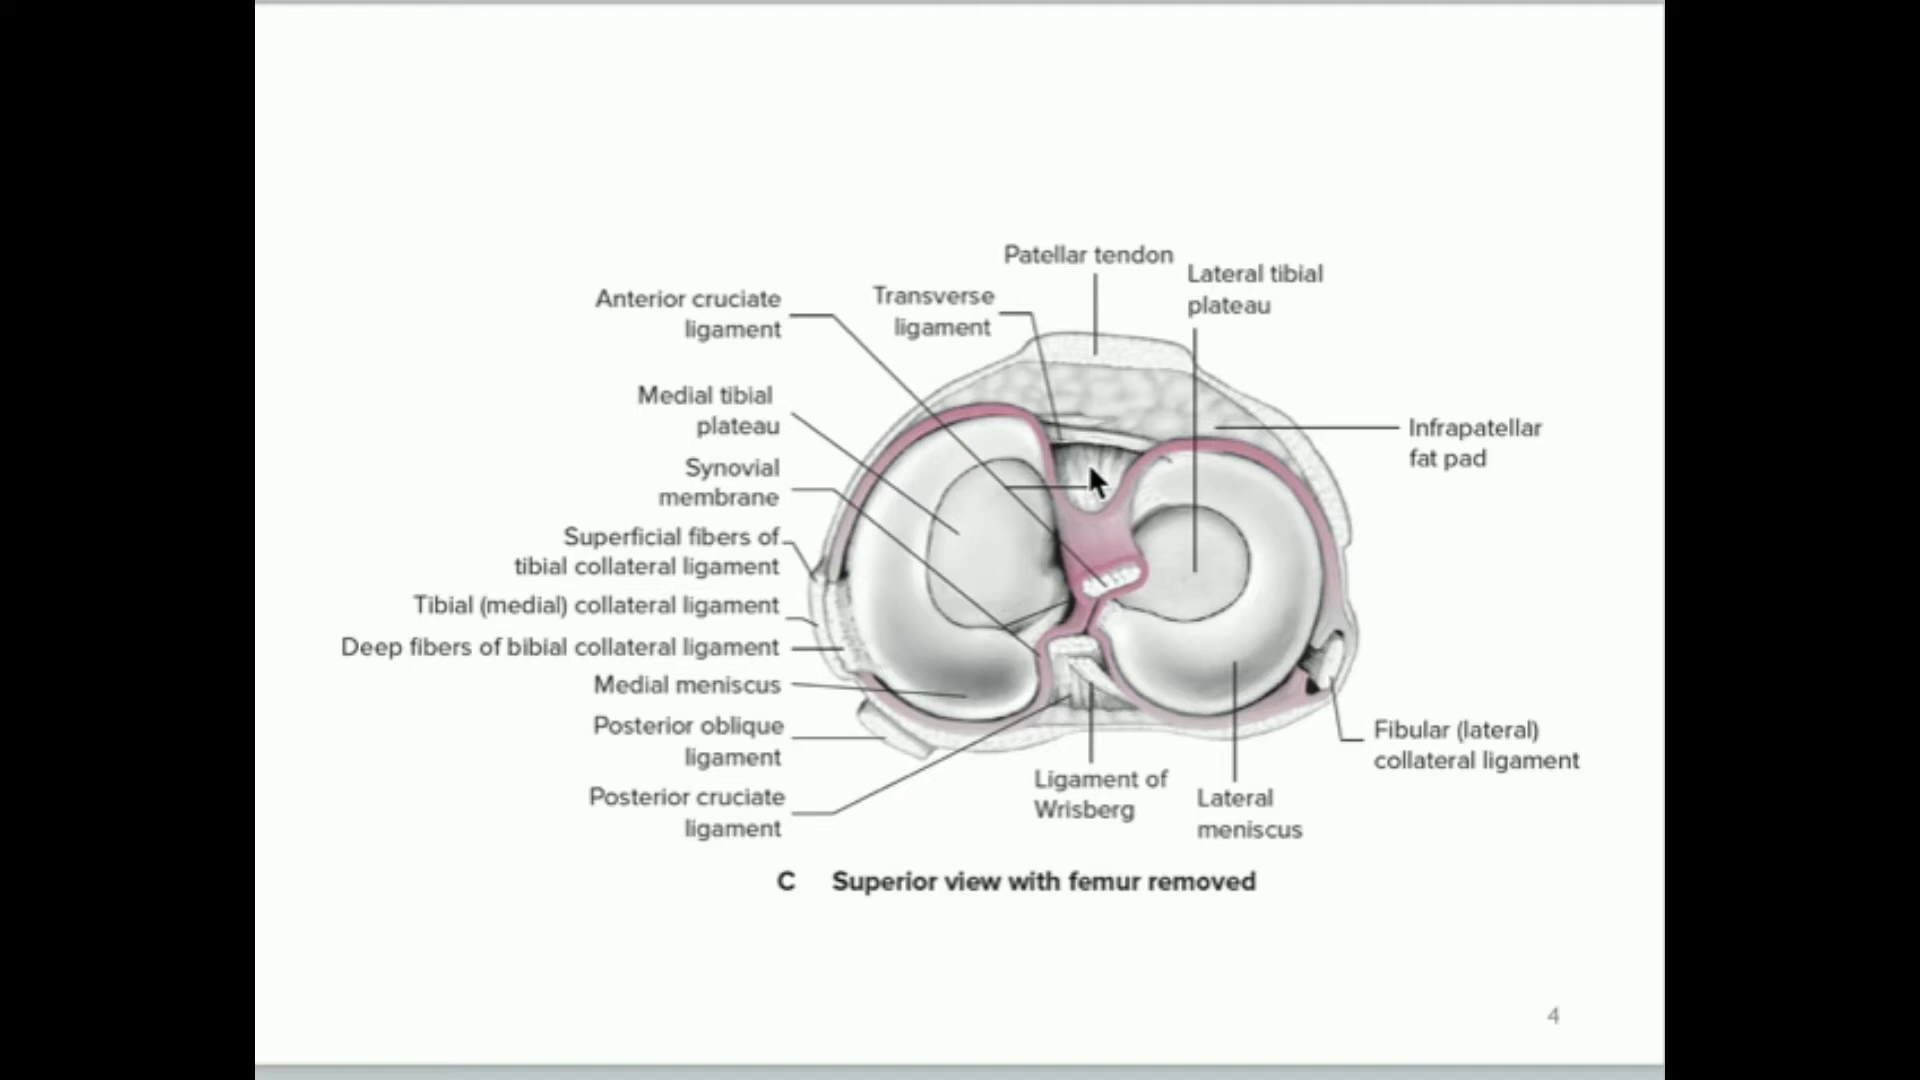 Patellar tendon
Lateral tibial
plateau
Anterior cruciate
ligament
Transverse
ligament
Medial tibial
plateau
Infrapatellar
fat pad
Synovial
membrane
Superficial fibers of
tibial collateral ligament
Tibial (medial) collateral ligament
Deep fibers of bibial collateral ligament
Medial meniscus
Posterior oblique
ligament
Fibular (lateral)
collateral ligament
Posterior cruciate
ligament
Ligament of
Wrisberg
Lateral
meniscus
C Superior view with femur removed
4